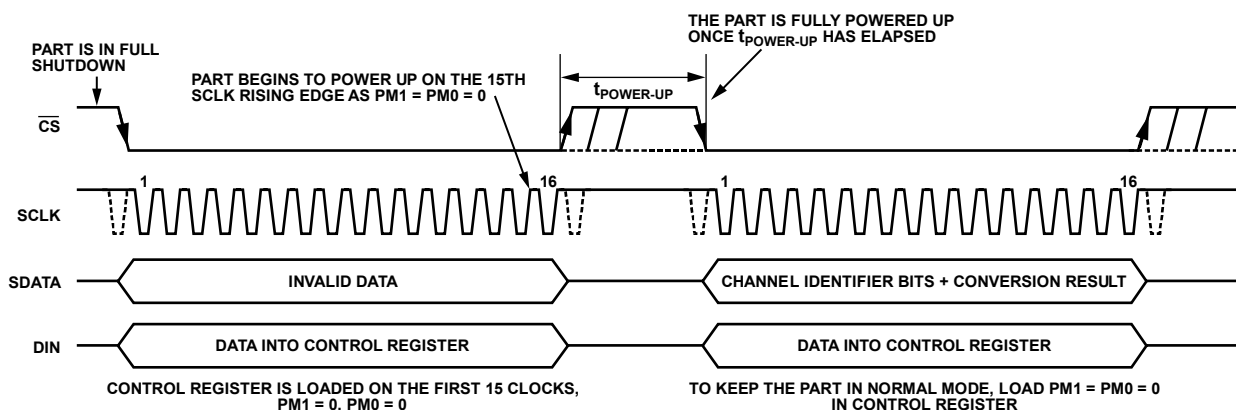 THE PART IS FULLY POWERED UP
ONCE tPOWER-UP HAS ELAPSED
PART IS IN FULL
SHUTDOWN
PART BEGINS TO POWER UP ON THE 15TH
SCLK RISING EDGE AS PM1 = PM0 = 0
tPOWER-UP
CS
1
16
1
16
SCLK
SDATA
INVALID DATA
CHANNEL IDENTIFIER BITS + CONVERSION RESULT
DIN
DATA INTO CONTROL REGISTER
DATA INTO CONTROL REGISTER
CONTROL REGISTER IS LOADED ON THE FIRST 15 CLOCKS,
PM1 = 0, PM0 = 0
TO KEEP THE PART IN NORMAL MODE, LOAD PM1 = PM0 = 0
IN CONTROL REGISTER